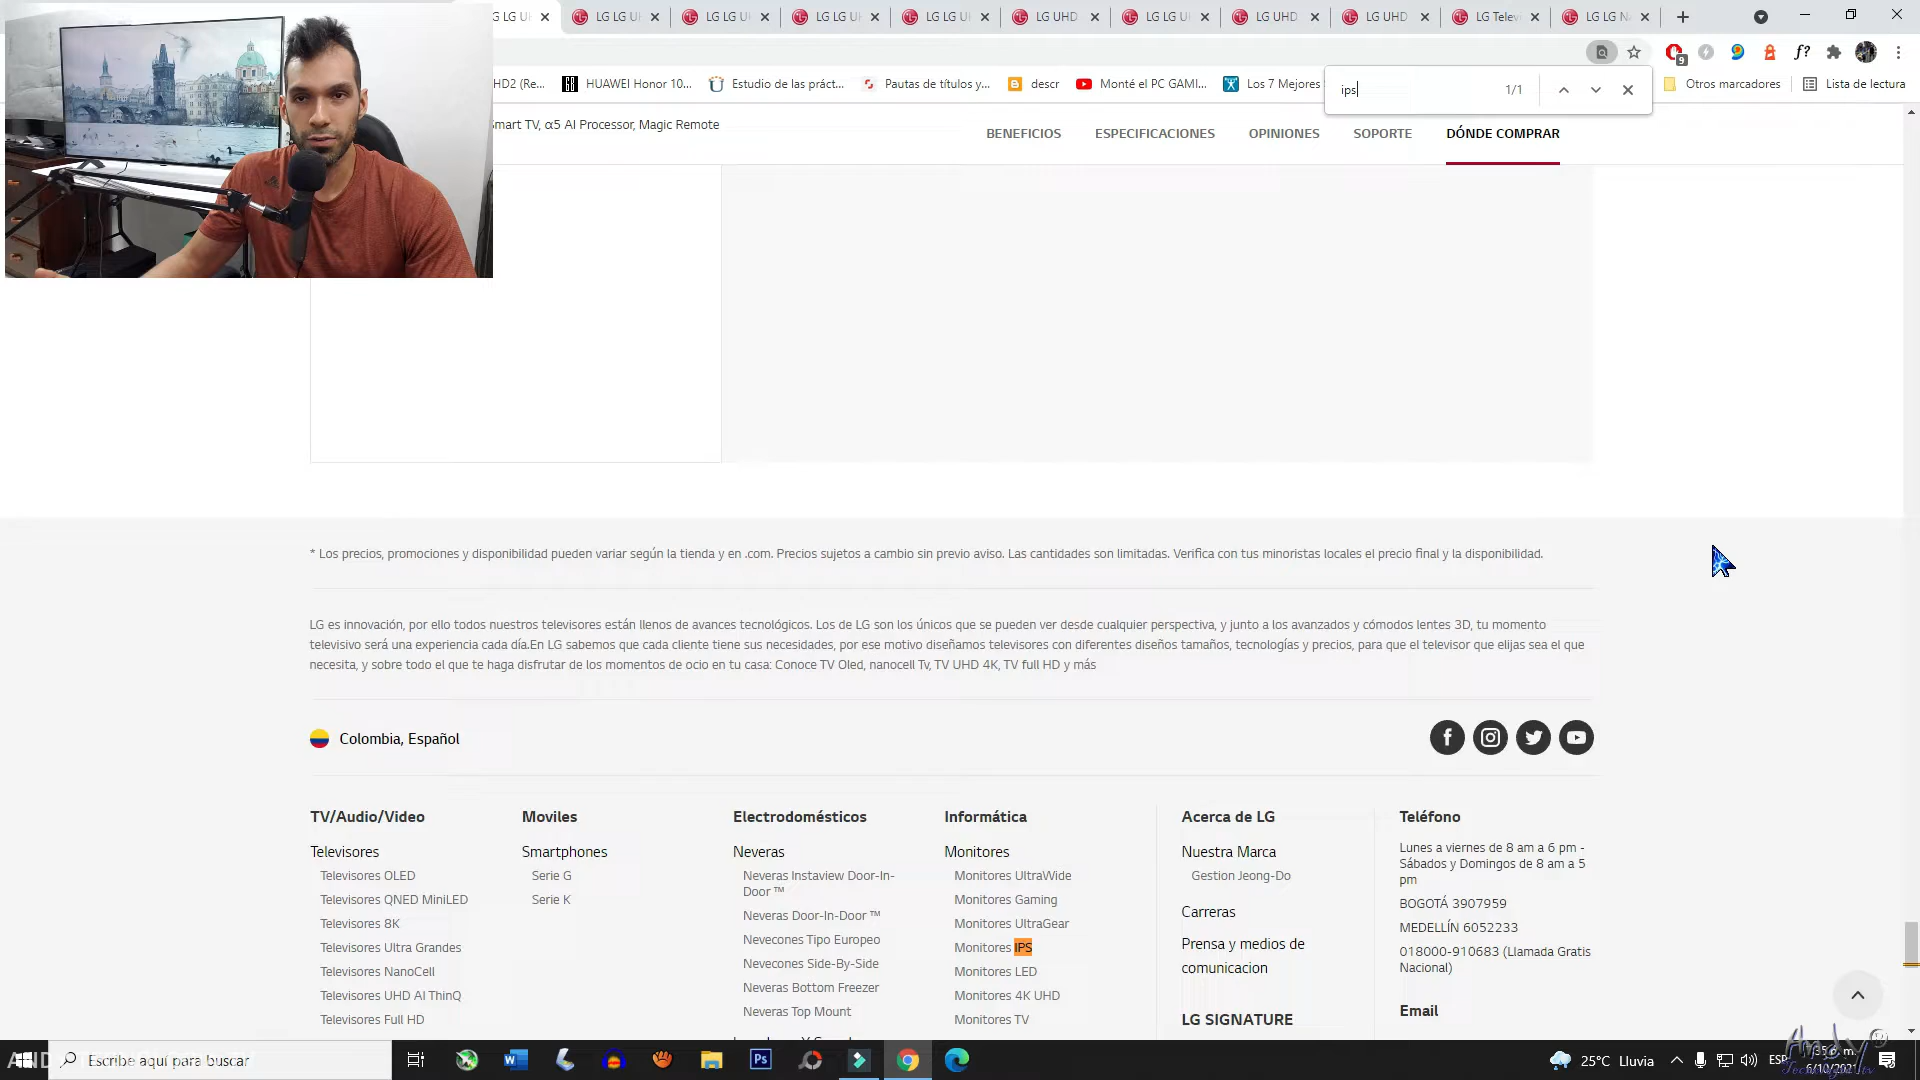 G LG U
LG LG U
LG LG U
LG LG U
LG LG U
LG UHD
LG LG U
LG UHD
LG UHD
LG Telev
LG LG N
9
f?
HD2 (Re...
HUAWEI Honor 10...
Estudio de las práct...
Pautas de títulos y...
descr
Monté el PC GAMI...
Los 7 Mejores
Otros marcadores
Lista de lectura
ips
1/1
Smart TV, α5 AI Processor, Magic Remote
BENEFICIOS
ESPECIFICACIONES
OPINIONES
SOPORTE
DÓNDE COMPRAR
* Los precios, promociones y disponibilidad pueden variar según la tienda y en .com. Precios sujetos a cambio sin previo aviso. Las cantidades son limitadas. Verifica con tus minoristas locales el precio final y la disponibilidad.
LG es innovación, por ello todos nuestros televisores están llenos de avances tecnológicos. Los de LG son los únicos que se pueden ver desde cualquier perspectiva, y junto a los avanzados y cómodos lentes 3D, tu momento
televisivo será una experiencia cada día.En LG sabemos que cada cliente tiene sus necesidades, por ese motivo diseñamos televisores con diferentes diseños tamaños, tecnologías y precios, para que el televisor que elijas sea el que
necesita, y sobre todo el que te haga disfrutar de los momentos de ocio en tu casa: Conoce TV Oled, nanocell Tv, TV UHD 4K, TV full HD y más
Colombia, Español
TV/Audio/Video
Televisores
Televisores OLED
Televisores QNED MiniLED
Televisores 8K
Televisores Ultra Grandes
Televisores NanoCell
Televisores UHD AI ThinQ
Televisores Full HD
Moviles
Smartphones
Serie G
Serie K
Electrodomésticos
Neveras
Neveras Instaview Door-In-
Door ™
Neveras Door-In-Door ™
Nevecones Tipo Europeo
Nevecones Side-By-Side
Neveras Bottom Freezer
Neveras Top Mount
Informática
Monitores
Monitores UltraWide
Monitores Gaming
Monitores UltraGear
Monitores IPS
Monitores LED
Monitores 4K UHD
Monitores TV
Acerca de LG
Nuestra Marca
Gestion Jeong-Do
Carreras
Prensa y medios de
comunicacion
LG SIGNATURE
Teléfono
Lunes a viernes de 8 am a 6 pm -
Sábados y Domingos de 8 am a 5
pm
BOGOTÁ 3907959
MEDELLÍN 6052233
018000-910683 (Llamada Gratis
Nacional)
Email
Escribe aquí para buscar
Ps
25°C Lluvia
ESP
6/10/2021
Andy®
Tecnología tv